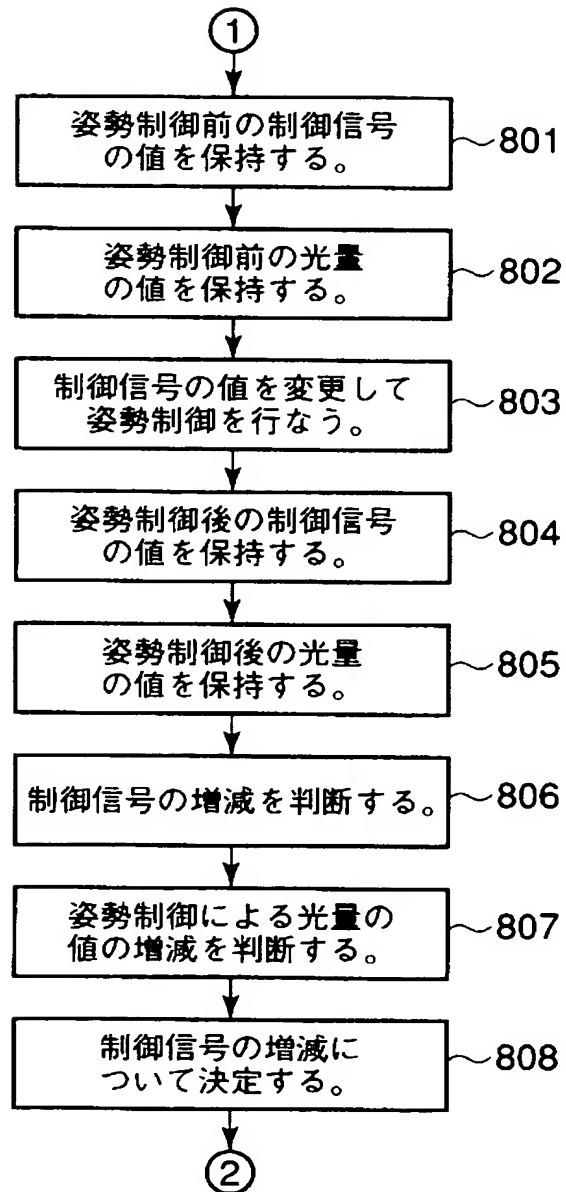 ①
姿勢制御前の制御信号
の値を保持する。
801
姿勢制御前の光量
の値を保持する。
802
制御信号の値を変更して
姿勢制御を行なう。
803
姿勢制御後の制御信号
の値を保持する。
804
姿勢制御後の光量
の値を保持する。
805
制御信号の増減を判断する。
806
姿勢制御による光量の
値の増減を判断する。
807
制御信号の増減に
ついて決定する。
808
②